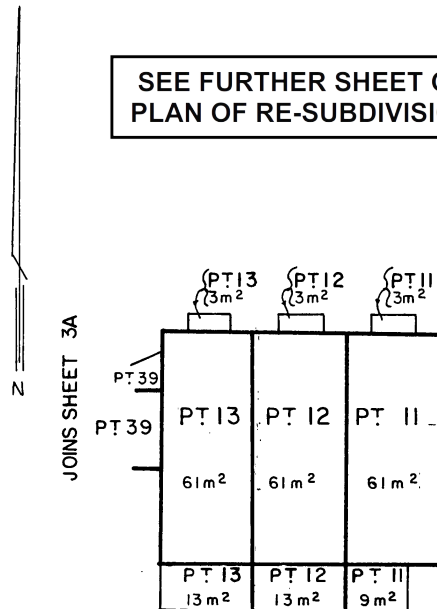 SEE FURTHER SHEET
PLAN OF
PT 13 PT 12 PT 11
3m² 3m² 3m²
JOINS SHEET 3A
N
PT 39
PT 39 PT 13 PT 12 PT 11
61m² 61m² 61m²
PT 13 PT 12 PT 11
13m² 13m² 9m²